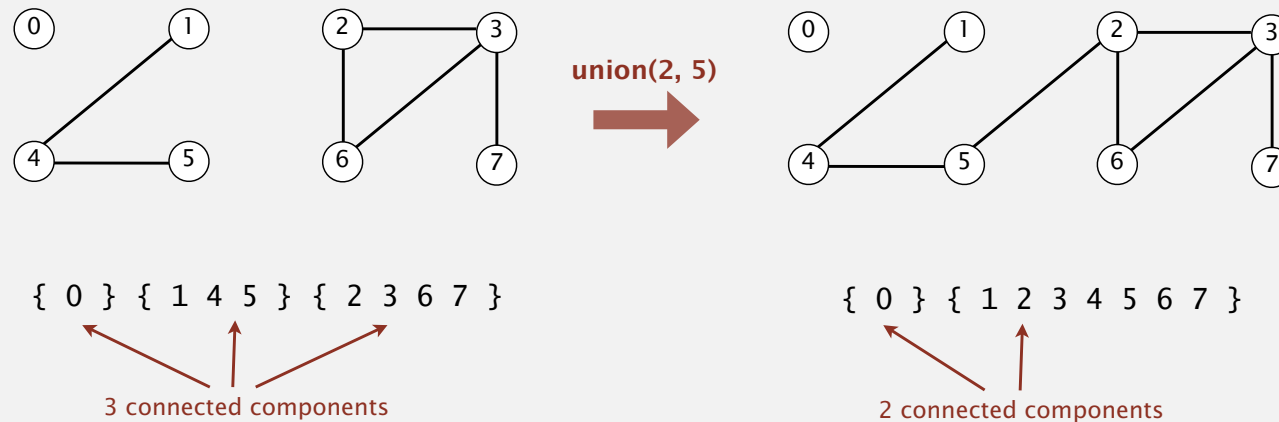 0 1 2 3 0 1 2 3
union(2, 5)
4 5 6 7 4 5 6 7
{ 0 } { 1 4 5 } { 2 3 6 7 } { 0 } { 1 2 3 4 5 6 7 }
3 connected components 2 connected components